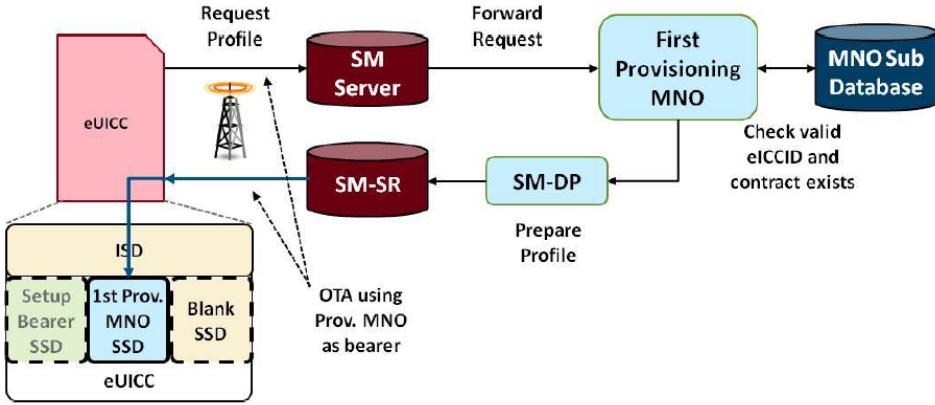 Request
Profile
Forward
Request
eUICC
SM
Server
First
Provisioning
MNO
MNO Sub
Database
Check valid
eICCID and
contract exists
SM-SR
SM-DP
Prepare
Profile
OTA using
Prov. MNO
as bearer
ISD
Setup
Bearer
SSD
1st Prov.
MNO
SSD
Blank
SSD
eUICC